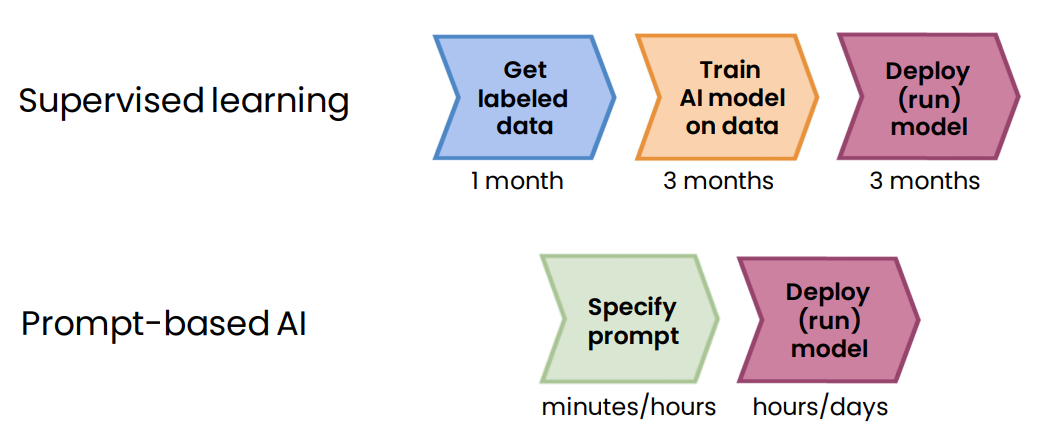 Supervised learning
Get
labeled
data
1 month
Train
AI model
on data
3 months
Deploy
(run)
model
3 months
Prompt-based AI
Specify
prompt
minutes/hours
Deploy
(run)
model
hours/days